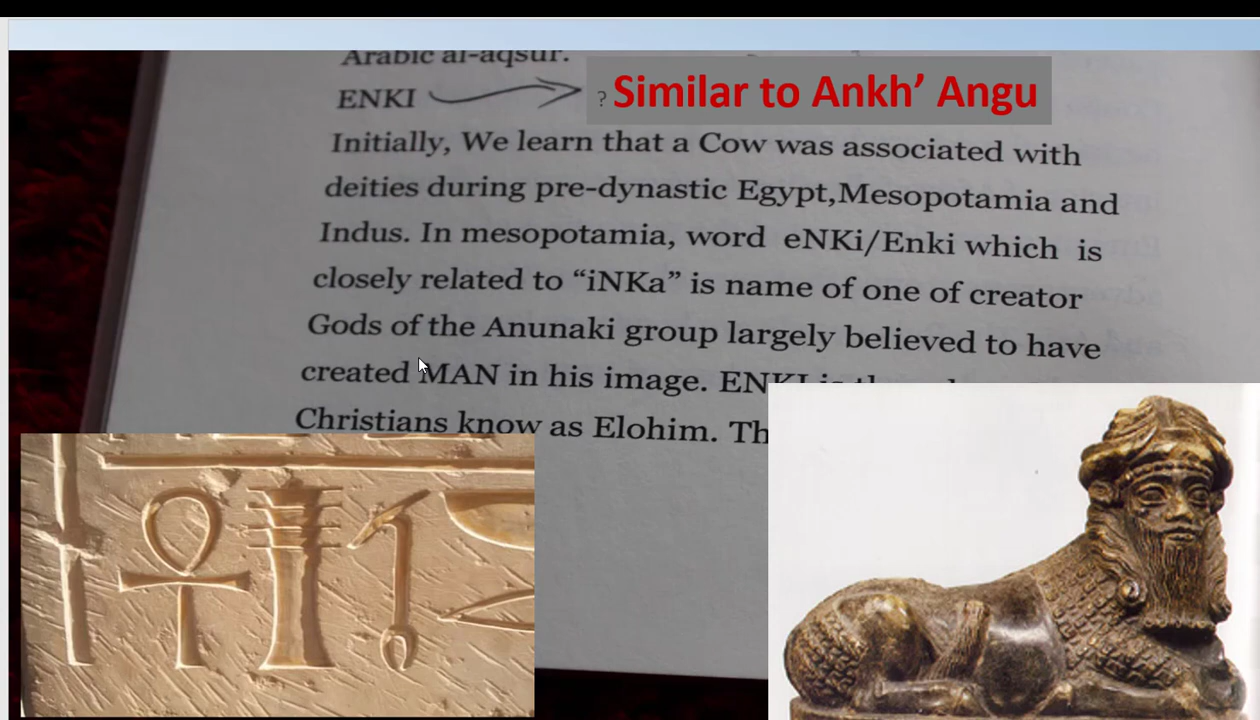 Arabic al-aqsur.
ENKI ? Similar to Ankh’ Angu
Initially, We learn that a Cow was associated with
deities during pre-dynastic Egypt,Mesopotamia and
Indus. In mesopotamia, word eNKi/Enki which is
closely related to “iNKa” is name of one of creator
Gods of the Anunaki group largely believed to have
created MAN in his image. ENKI is
Christians know as Elohim. Th